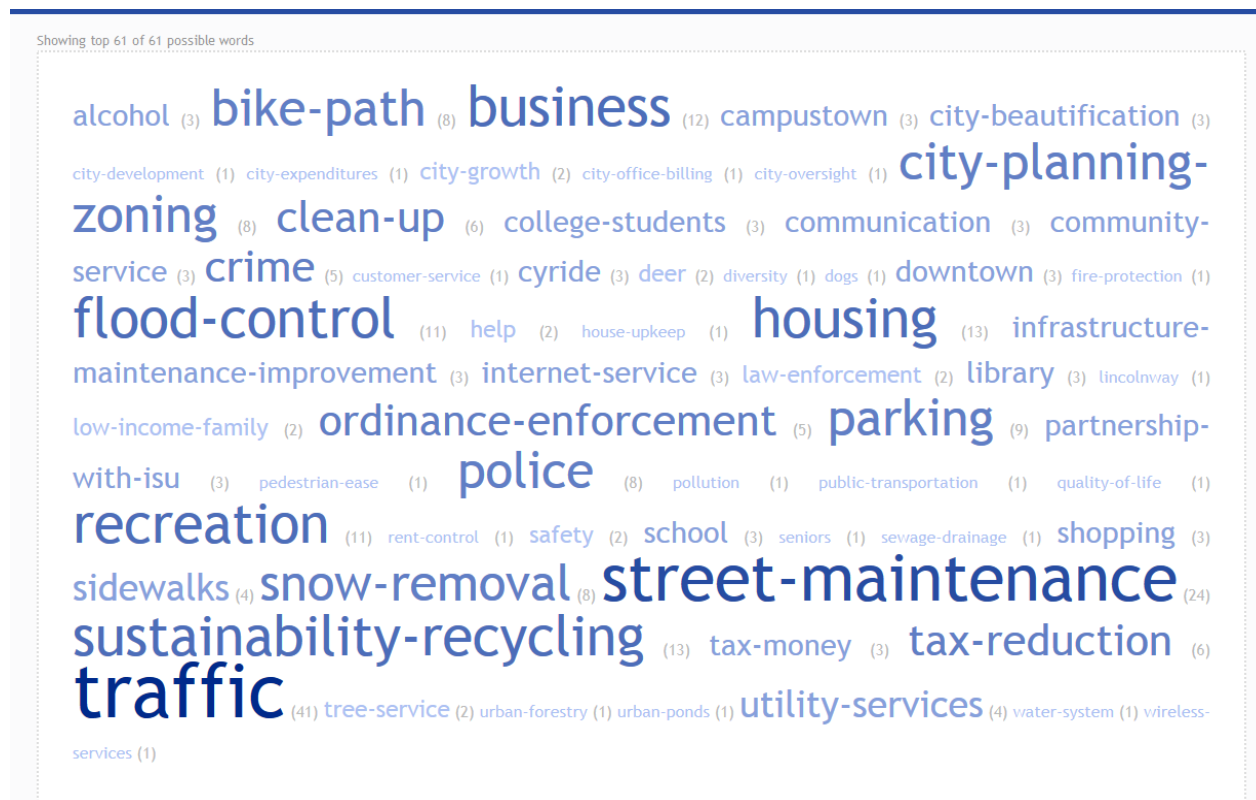 Showing top 61 of 61 possible words
alcohol (3) bike-path (8) business (12) campustown (3) city-beautification (3)
city-development (1) city-expenditures (1) city-growth (2) city-office-billing (1) city-oversight (1) city-planning-
zoning (8) clean-up (6) college-students (3) communication (3) community-
service (3) crime (5) customer-service (1) cyride (3) deer (2) diversity (1) dogs (1) downtown (3) fire-protection (1)
flood-control (11) help (2) house-upkeep (1) housing (13) infrastructure-
maintenance-improvement (3) internet-service (3) law-enforcement (2) library (3) lincolnway (1)
low-income-family (2) ordinance-enforcement (5) parking (9) partnership-
with-isu (3) pedestrian-ease (1) police (8) pollution (1) public-transportation (1) quality-of-life (1)
recreation (11) rent-control (1) safety (2) school (3) seniors (1) sewage-drainage (1) shopping (3)
sidewalks (4) snow-removal (8) street-maintenance (24)
sustainability-recycling (13) tax-money (3) tax-reduction (6)
traffic (41) tree-service (2) urban-forestry (1) urban-ponds (1) utility-services (4) water-system (1) wireless-
services (1)